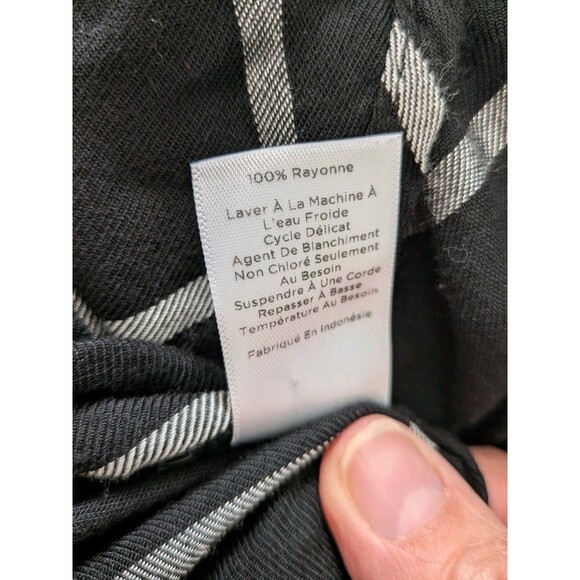 100% Rayonne
Laver À La Machine À
L'eau Froide
Cycle Délicat
Agent De Blanchiment
Non Chloré Seulement
Au Besoin
Suspendre À Une Corde
Repasser À Basse
Température Au Besoin
Fabriqué En Indonésie